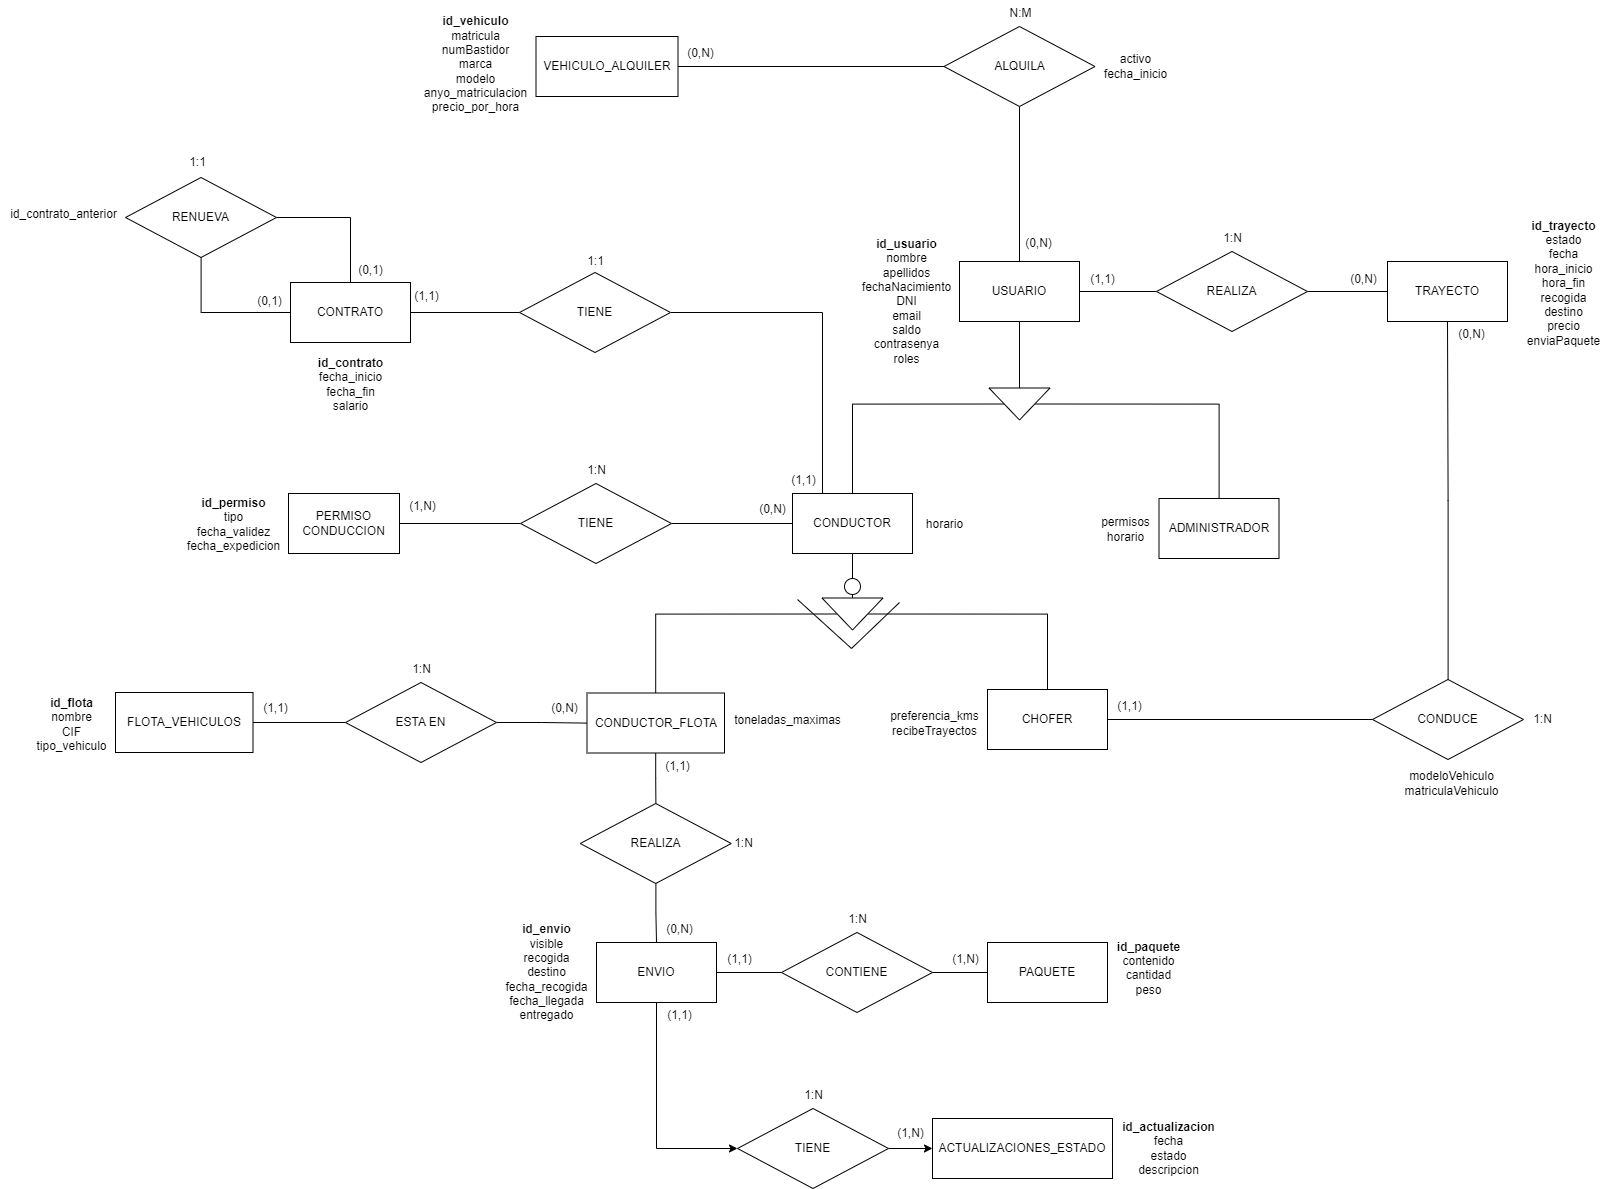 N:M
id_vehiculo
matricula
numBastidor
marca
modelo
anyo_matriculacion
precio_por_hora
VEHICULO_ALQUILER
(0,N)
ALQUILA
activo
fecha_inicio
1:1
id_contrato_anterior
RENUEVA
(0,1)
(0,1)
CONTRATO
(1,1)
id_contrato
fecha_inicio
fecha_fin
salario
1:1
TIENE
(0,N)
id_usuario
nombre
apellidos
fechaNacimiento
DNI
email
saldo
contrasenya
roles
USUARIO
(1,1)
1:N
REALIZA
(0,N)
TRAYECTO
(0,N)
id_trayecto
estado
fecha
hora_inicio
hora_fin
recogida
destino
precio
enviaPaquete
id_permiso
tipo
fecha_validez
fecha_expedicion
PERMISO
CONDUCCION
(1,N)
1:N
TIENE
(1,1)
(0,N)
CONDUCTOR
horario
permisos
horario
ADMINISTRADOR
id_flota
nombre
CIF
tipo_vehiculo
FLOTA_VEHICULOS
(1,1)
1:N
ESTA EN
(0,N)
CONDUCTOR_FLOTA
(1,1)
toneladas_maximas
preferencia_kms
recibeTrayectos
CHOFER
(1,1)
CONDUCE
1:N
modeloVehiculo
matriculaVehiculo
REALIZA
1:N
(0,N)
id_envio
visible
recogida
destino
fecha_recogida
fecha_llegada
entregado
ENVIO
(1,1)
(1,1)
1:N
CONTIENE
(1,N)
PAQUETE
id_paquete
contenido
cantidad
peso
1:N
TIENE
(1,N)
ACTUALIZACIONES_ESTADO
id_actualizacion
fecha
estado
descripcion